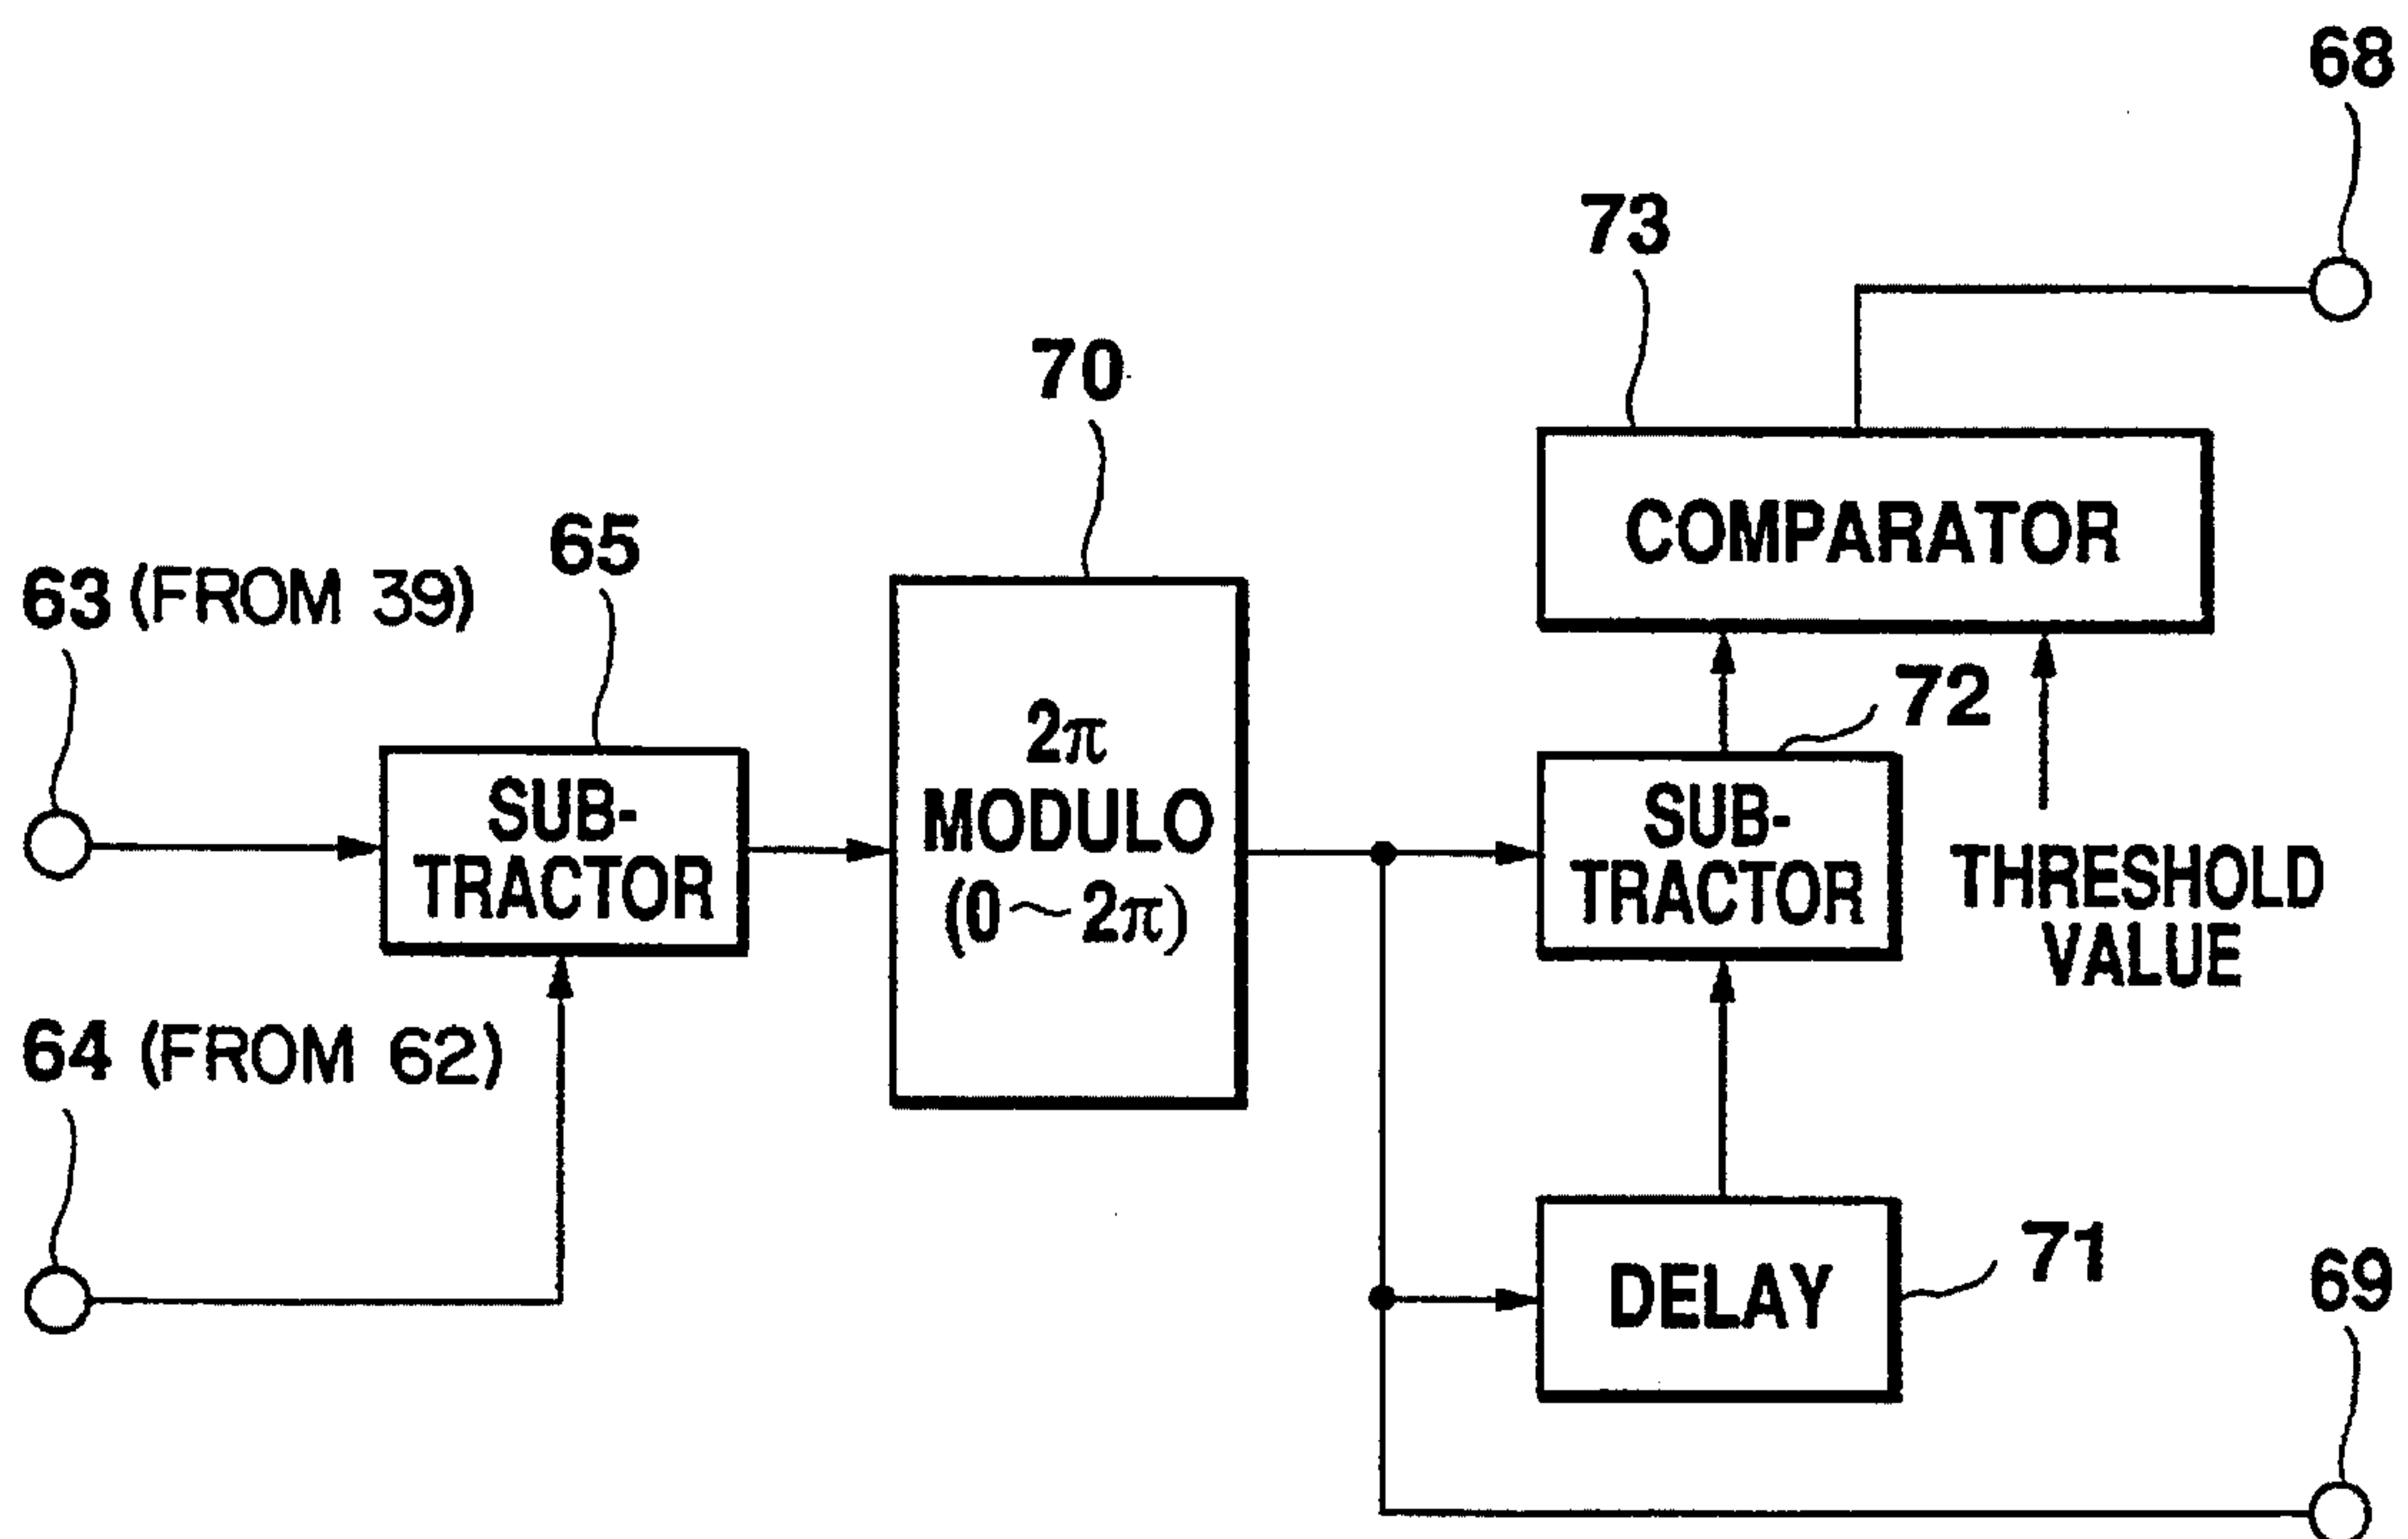 68
73
70
65
63 (FROM 39)
COMPARATOR
72
2π
MODULO
(0～2π)
SUB-
TRACTOR
SUB-
TRACTOR
THRESHOLD
VALUE
64 (FROM 62)
71
DELAY
69